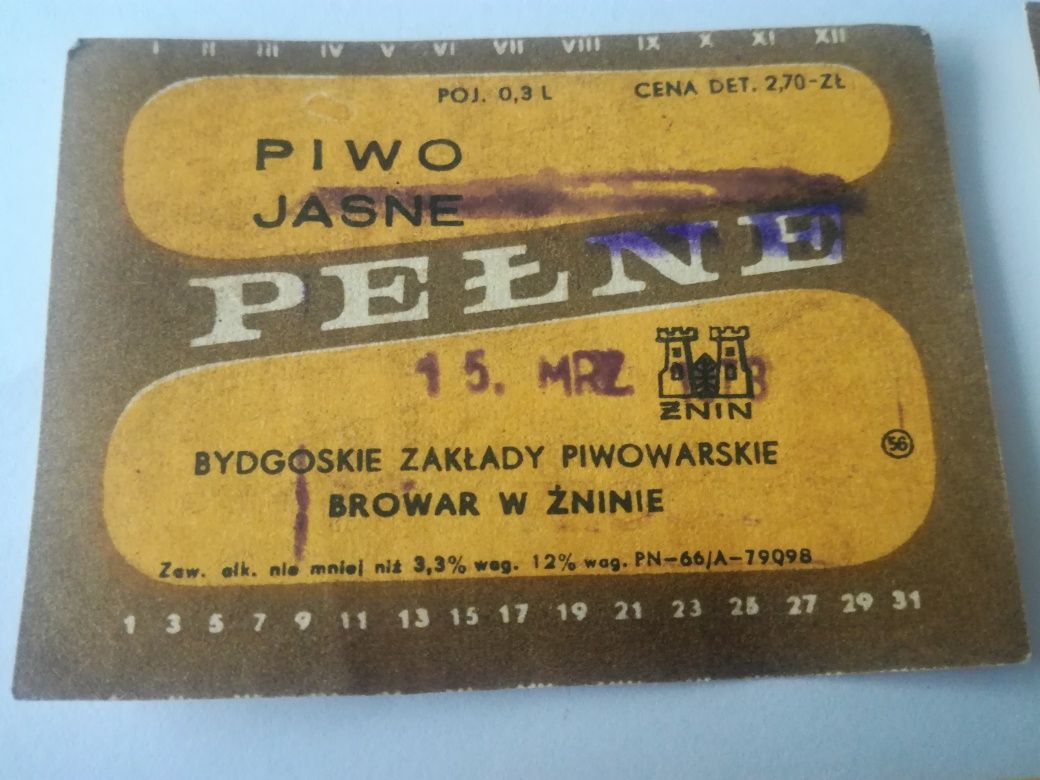 I II III IV V VI VII VIII IX X XI XII
POJ. 0,3 L CENA DET. 2,70-ZŁ
PIWO
JASNE
PEŁNE
15. MRZ
ŻNIN
56
BYDGOSKIE ZAKŁADY PIWOWARSKIE
BROWAR W ŻNINIE
Zaw. alk. nie mniej niż 3,3% wag. 12% wag. PN-66/A-79098
1 3 5 7 9 11 13 15 17 19 21 23 25 27 29 31